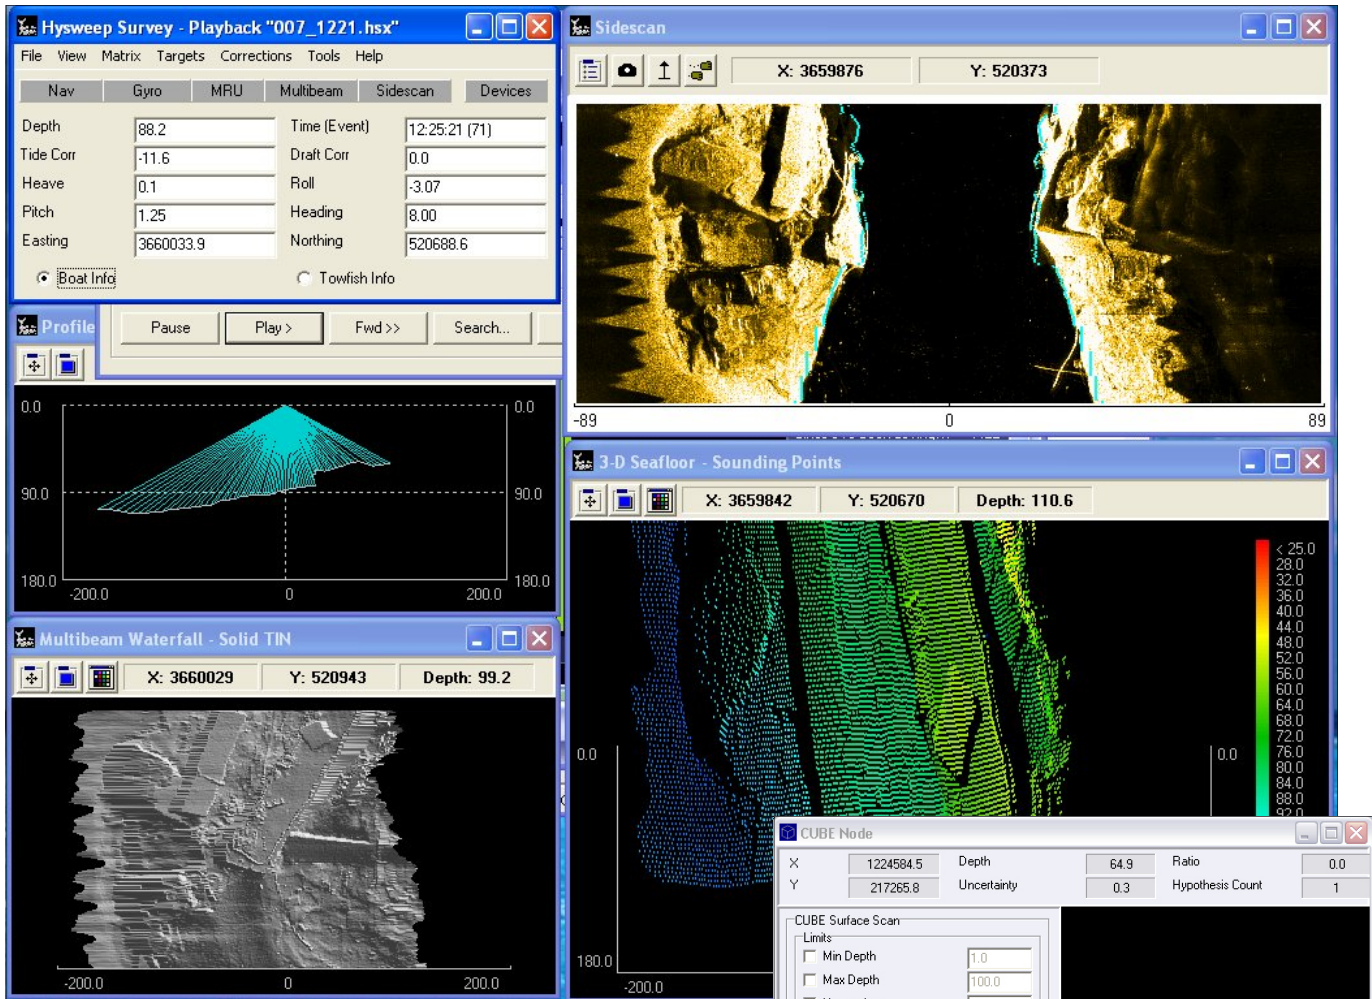 Hysweep Survey - Playback "007_1221.hsx"
File View Matrix Targets Corrections Tools Help
Nav Gyro MRU Multibeam Sidescan Devices
Depth 88.2 Time (Event) 12:25:21 (71)
Tide Corr -11.6 Draft Corr 0.0
Heave 0.1 Roll -3.07
Pitch 1.25 Heading 8.00
Easting 3660033.9 Northing 520688.6
Boat Info Towfish Info
Sidescan
X: 3659876 Y: 520373
-89 0 89
Profile
Pause Play > Fwd >> Search...
0.0 0.0
90.0 90.0
180.0 180.0
-200.0 0 200.0
3-D Seafloor - Sounding Points
X: 3659842 Y: 520670 Depth: 110.6
< 25.0
28.0
32.0
36.0
40.0
44.0
48.0
52.0
56.0
60.0
64.0
68.0
72.0
76.0
80.0
84.0
88.0
92.0
0.0 0.0
180.0
-200.0
Multibeam Waterfall - Solid TIN
X: 3660029 Y: 520943 Depth: 99.2
-200.0 0 200.0
CUBE Node
X 1224584.5 Depth 64.9 Ratio 0.0
Y 217265.8 Uncertainty 0.3 Hypothesis Count 1
CUBE Surface Scan
Limits
Min Depth 1.0
Max Depth 100.0